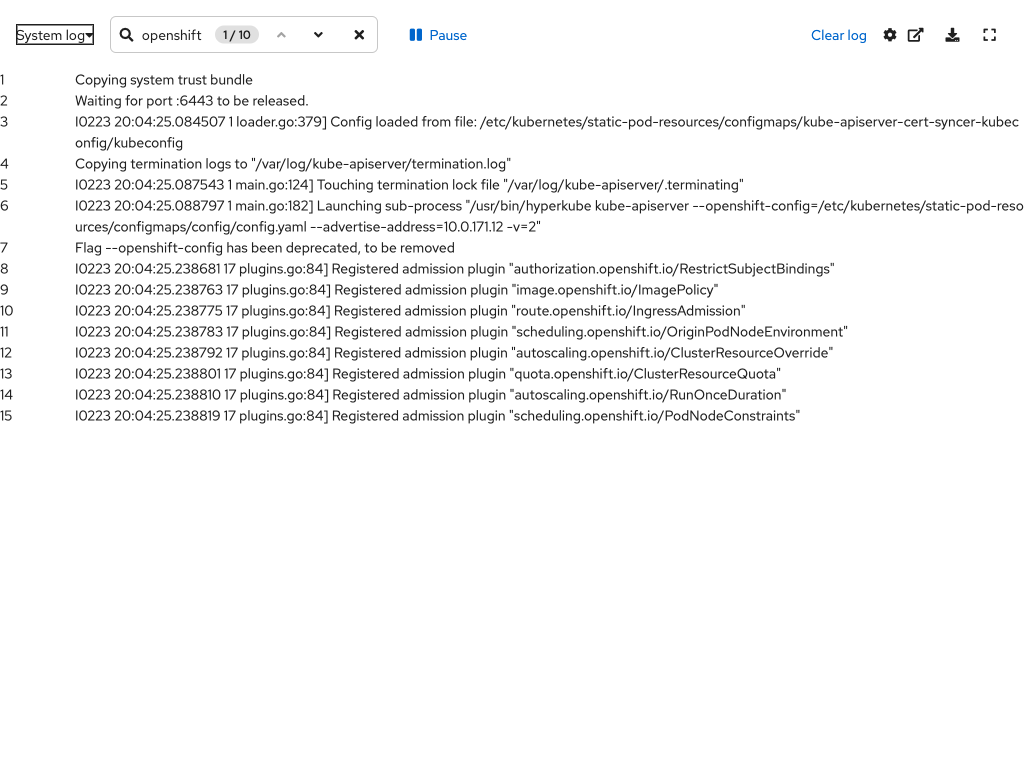 System log openshift 1 / 10 Pause Clear log
1 Copying system trust bundle
2 Waiting for port :6443 to be released.
3 I0223 20:04:25.084507 1 loader.go:379] Config loaded from file: /etc/kubernetes/static-pod-resources/configmaps/kube-apiserver-cert-syncer-kubec
onfig/kubeconfig
4 Copying termination logs to "/var/log/kube-apiserver/termination.log"
5 I0223 20:04:25.087543 1 main.go:124] Touching termination lock file "/var/log/kube-apiserver/.terminating"
6 I0223 20:04:25.088797 1 main.go:182] Launching sub-process "/usr/bin/hyperkube kube-apiserver --openshift-config=/etc/kubernetes/static-pod-reso
urces/configmaps/config/config.yaml --advertise-address=10.0.171.12 -v=2"
7 Flag --openshift-config has been deprecated, to be removed
8 I0223 20:04:25.238681 17 plugins.go:84] Registered admission plugin "authorization.openshift.io/RestrictSubjectBindings"
9 I0223 20:04:25.238763 17 plugins.go:84] Registered admission plugin "image.openshift.io/ImagePolicy"
10 I0223 20:04:25.238775 17 plugins.go:84] Registered admission plugin "route.openshift.io/IngressAdmission"
11 I0223 20:04:25.238783 17 plugins.go:84] Registered admission plugin "scheduling.openshift.io/OriginPodNodeEnvironment"
12 I0223 20:04:25.238792 17 plugins.go:84] Registered admission plugin "autoscaling.openshift.io/ClusterResourceOverride"
13 I0223 20:04:25.238801 17 plugins.go:84] Registered admission plugin "quota.openshift.io/ClusterResourceQuota"
14 I0223 20:04:25.238810 17 plugins.go:84] Registered admission plugin "autoscaling.openshift.io/RunOnceDuration"
15 I0223 20:04:25.238819 17 plugins.go:84] Registered admission plugin "scheduling.openshift.io/PodNodeConstraints"